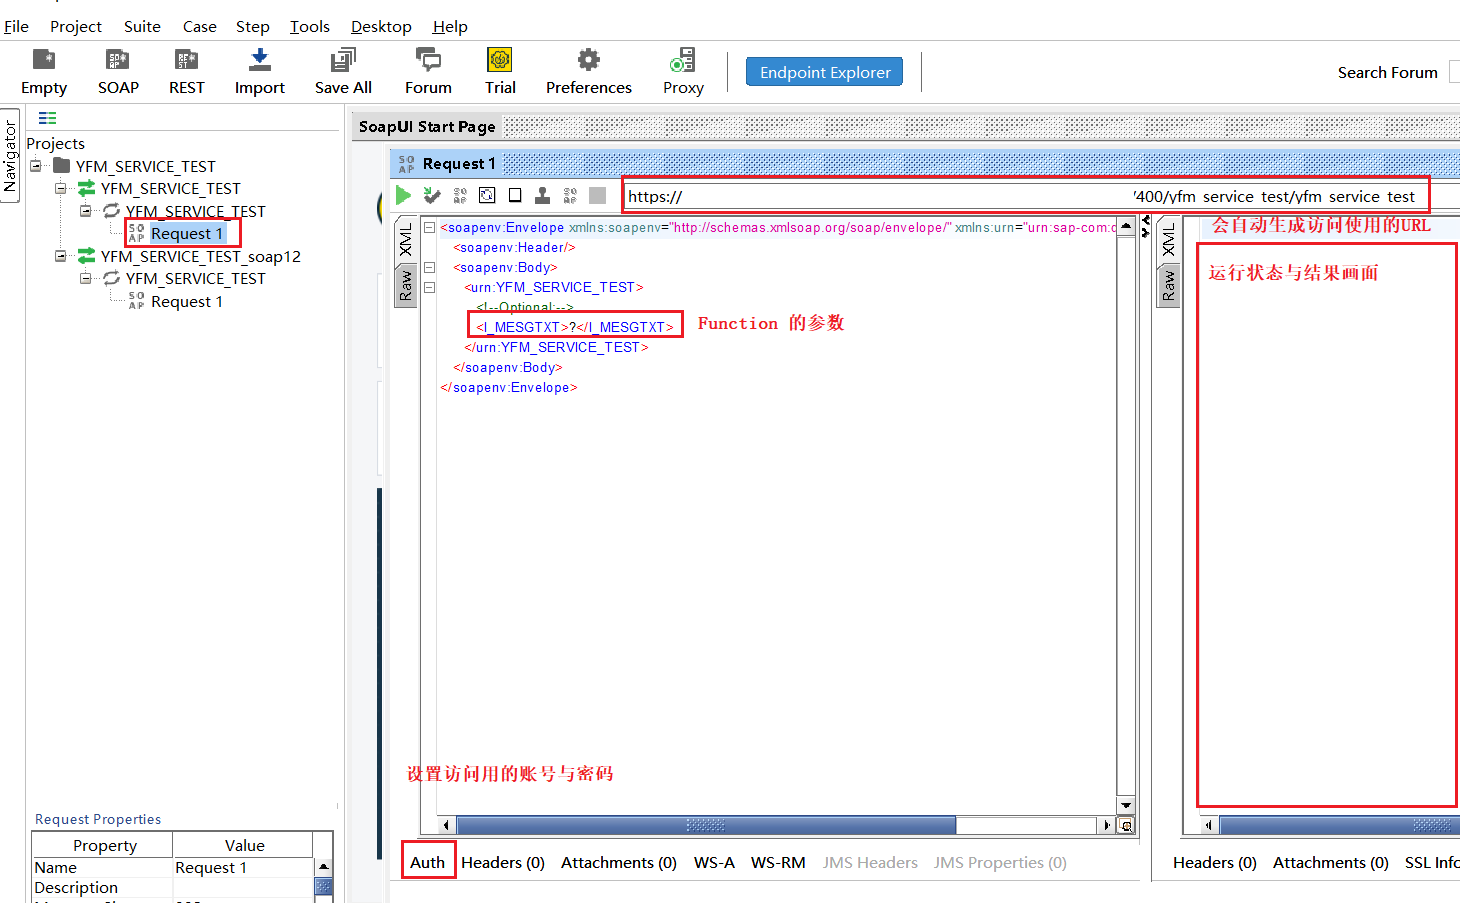 File Project Suite Case Step Tools Desktop Help
Empty SOAP REST Import Save All Forum Trial Preferences Proxy Endpoint Explorer Search Forum
Navigator
Projects
YFM_SERVICE_TEST
YFM_SERVICE_TEST
YFM_SERVICE_TEST
Request 1
YFM_SERVICE_TEST_soap12
YFM_SERVICE_TEST
Request 1
SoapUI Start Page
SO AP Request 1
https:// /400/yfm_service_test/yfm_service_test
XML
Raw
<soapenv:Envelope xmlns:soapenv="http://schemas.xmlsoap.org/soap/envelope/" xmlns:urn="urn:sap-com:d
<soapenv:Header/>
<soapenv:Body>
<urn:YFM_SERVICE_TEST>
<!--Optional:-->
<I_MESGTXT>?</I_MESGTXT>
Function 的参数
</urn:YFM_SERVICE_TEST>
</soapenv:Body>
</soapenv:Envelope>
XML
Raw
会自动生成访问使用的URL
运行状态与结果画面
设置访问用的账号与密码
Auth Headers (0) Attachments (0) WS-A WS-RM JMS Headers JMS Properties (0)
Headers (0) Attachments (0) SSL Info
Request Properties
Property Value
Name Request 1
Description